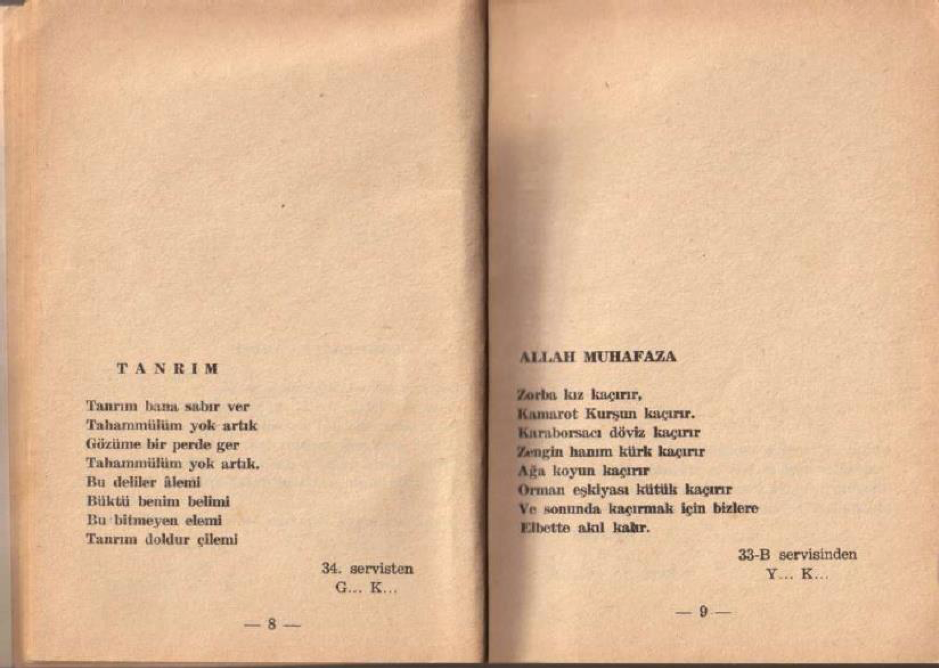 TANRIM
Tanrım bana sabır ver
Tahammülüm yok artık
Gözüme bir perde ger
Tahammülüm yok artık.
Bu deliler âlemi
Büktü benim belimi
Bu bitmeyen elemi
Tanrım doldur çilemi
34. servisten
G... K...
— 8 —
ALLAH MUHAFAZA
Zorba kız kaçırır,
Kamarot Kurşun kaçırır.
Karaborsacı döviz kaçırır
Zengin hanım kürk kaçırır
Ağa koyun kaçırır
Orman eşkiyası kütük kaçırır
Ve sonunda kaçırmak için bizlere
Elbette akıl kalır.
33-B servisinden
Y... K...
— 9 —